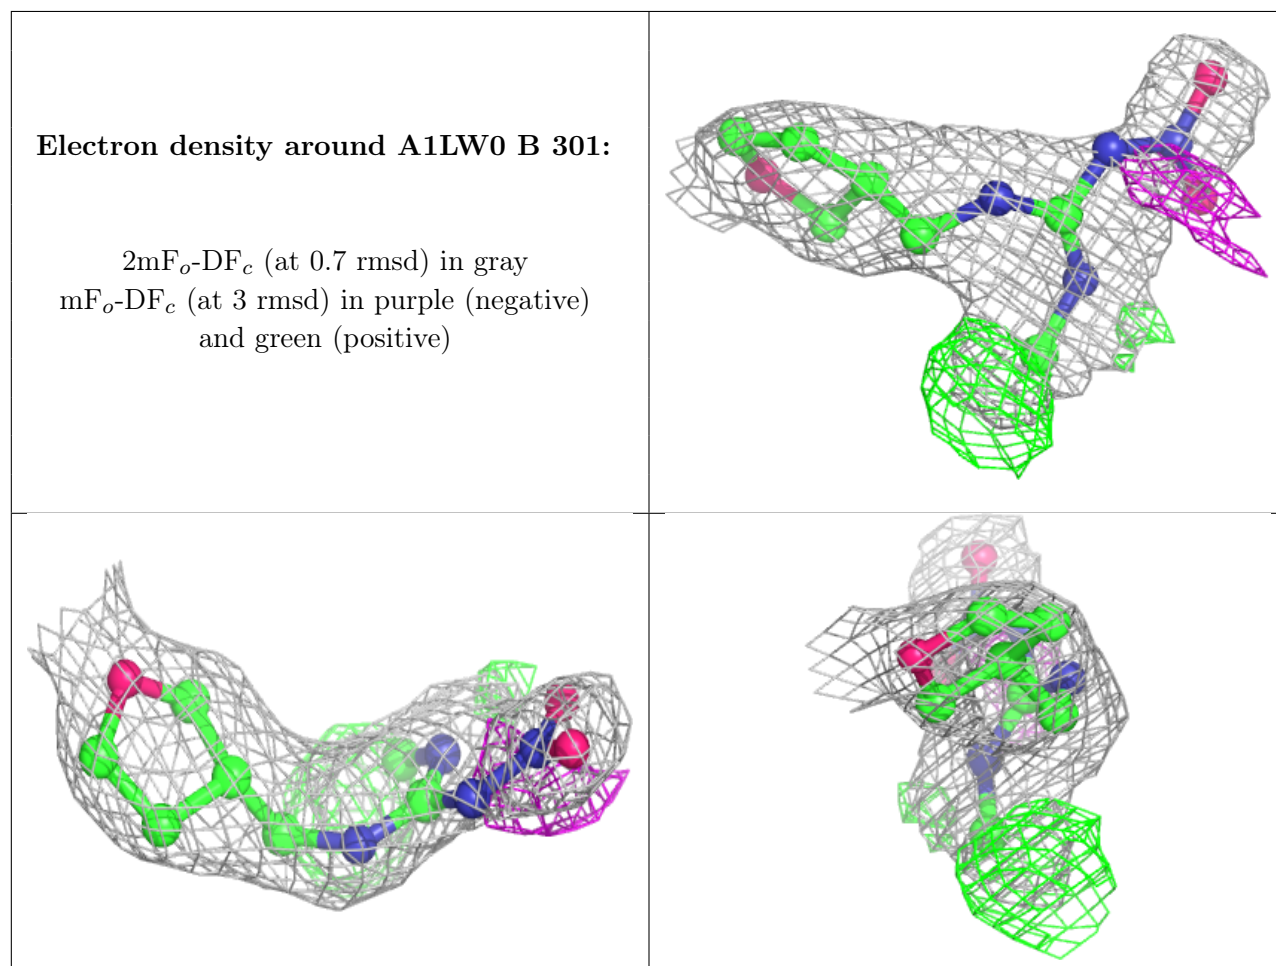 Electron density around A1LW0 B 301:
2mFo-DFc (at 0.7 rmsd) in gray
mFo-DFc (at 3 rmsd) in purple (negative)
and green (positive)